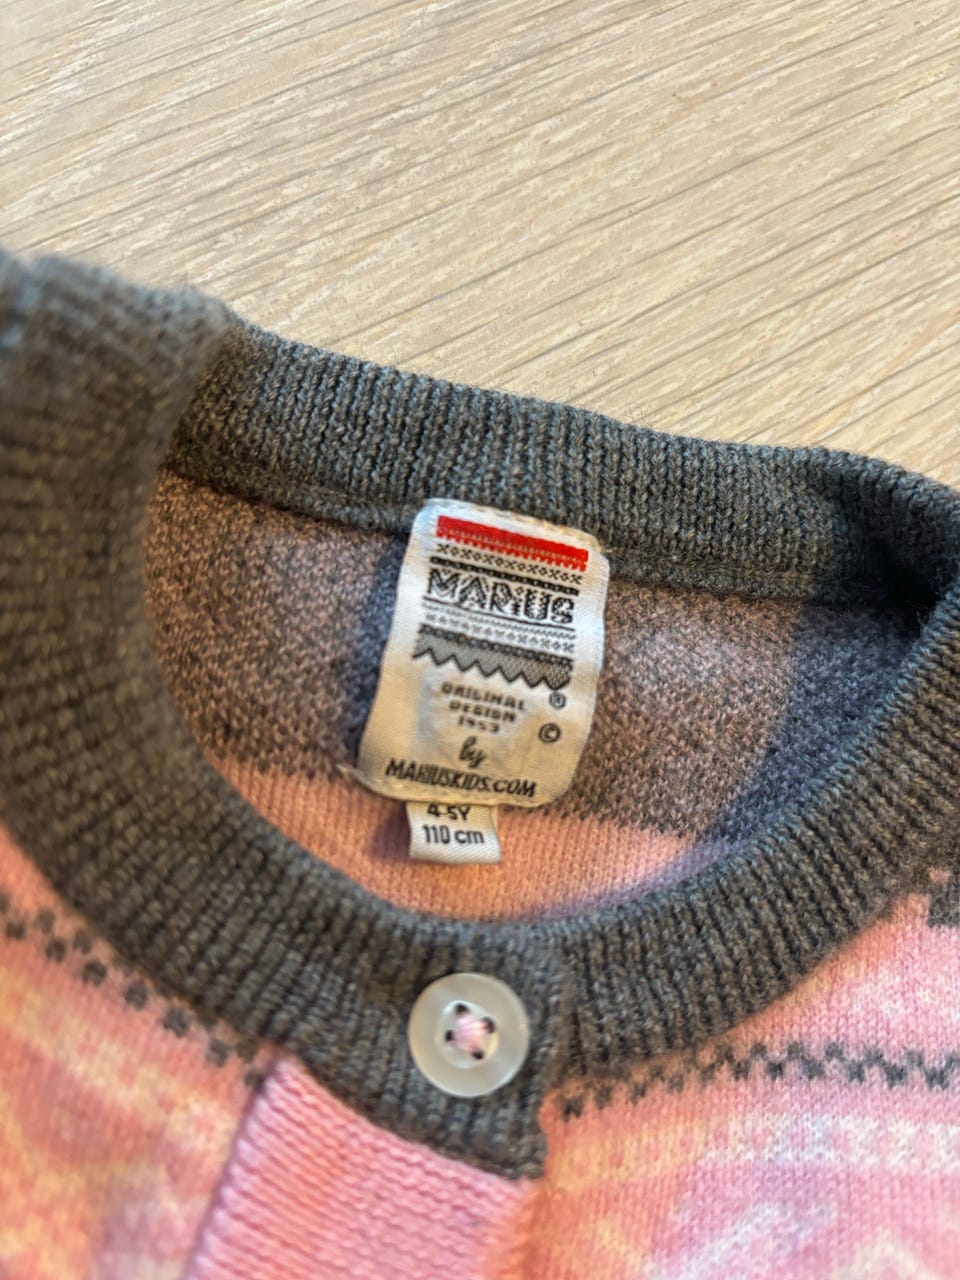 MARIUS
®
ORIGINAL
DESIGN
1953
©
by
MARIUSKIDS.COM
4-5Y
110 cm